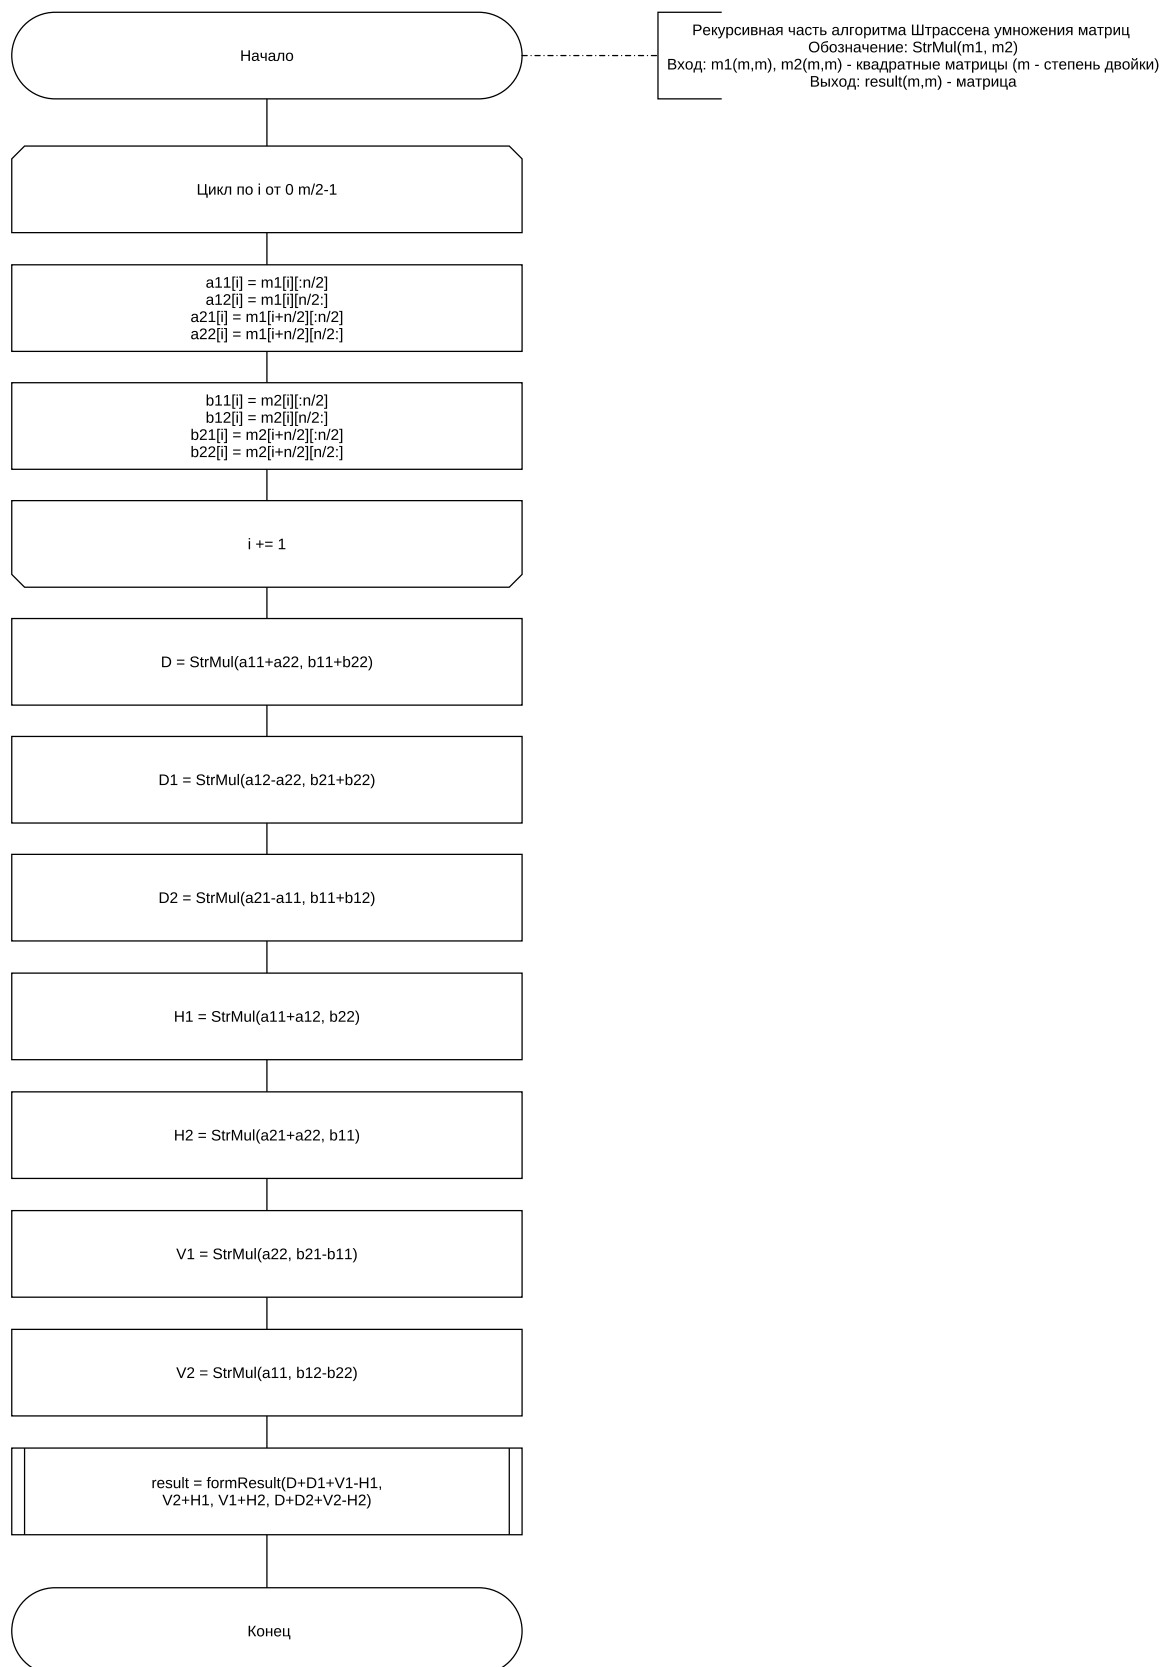 Начало
Рекурсивная часть алгоритма Штрассена умножения матриц
Обозначение: StrMul(m1, m2)
Вход: m1(m,m), m2(m,m) - квадратные матрицы (m - степень двойки)
Выход: result(m,m) - матрица
Цикл по i от 0 m/2-1
a11[i] = m1[i][:n/2]
a12[i] = m1[i][n/2:]
a21[i] = m1[i+n/2][:n/2]
a22[i] = m1[i+n/2][n/2:]
b11[i] = m2[i][:n/2]
b12[i] = m2[i][n/2:]
b21[i] = m2[i+n/2][:n/2]
b22[i] = m2[i+n/2][n/2:]
i += 1
D = StrMul(a11+a22, b11+b22)
D1 = StrMul(a12-a22, b21+b22)
D2 = StrMul(a21-a11, b11+b12)
H1 = StrMul(a11+a12, b22)
H2 = StrMul(a21+a22, b11)
V1 = StrMul(a22, b21-b11)
V2 = StrMul(a11, b12-b22)
result = formResult(D+D1+V1-H1,
V2+H1, V1+H2, D+D2+V2-H2)
Конец